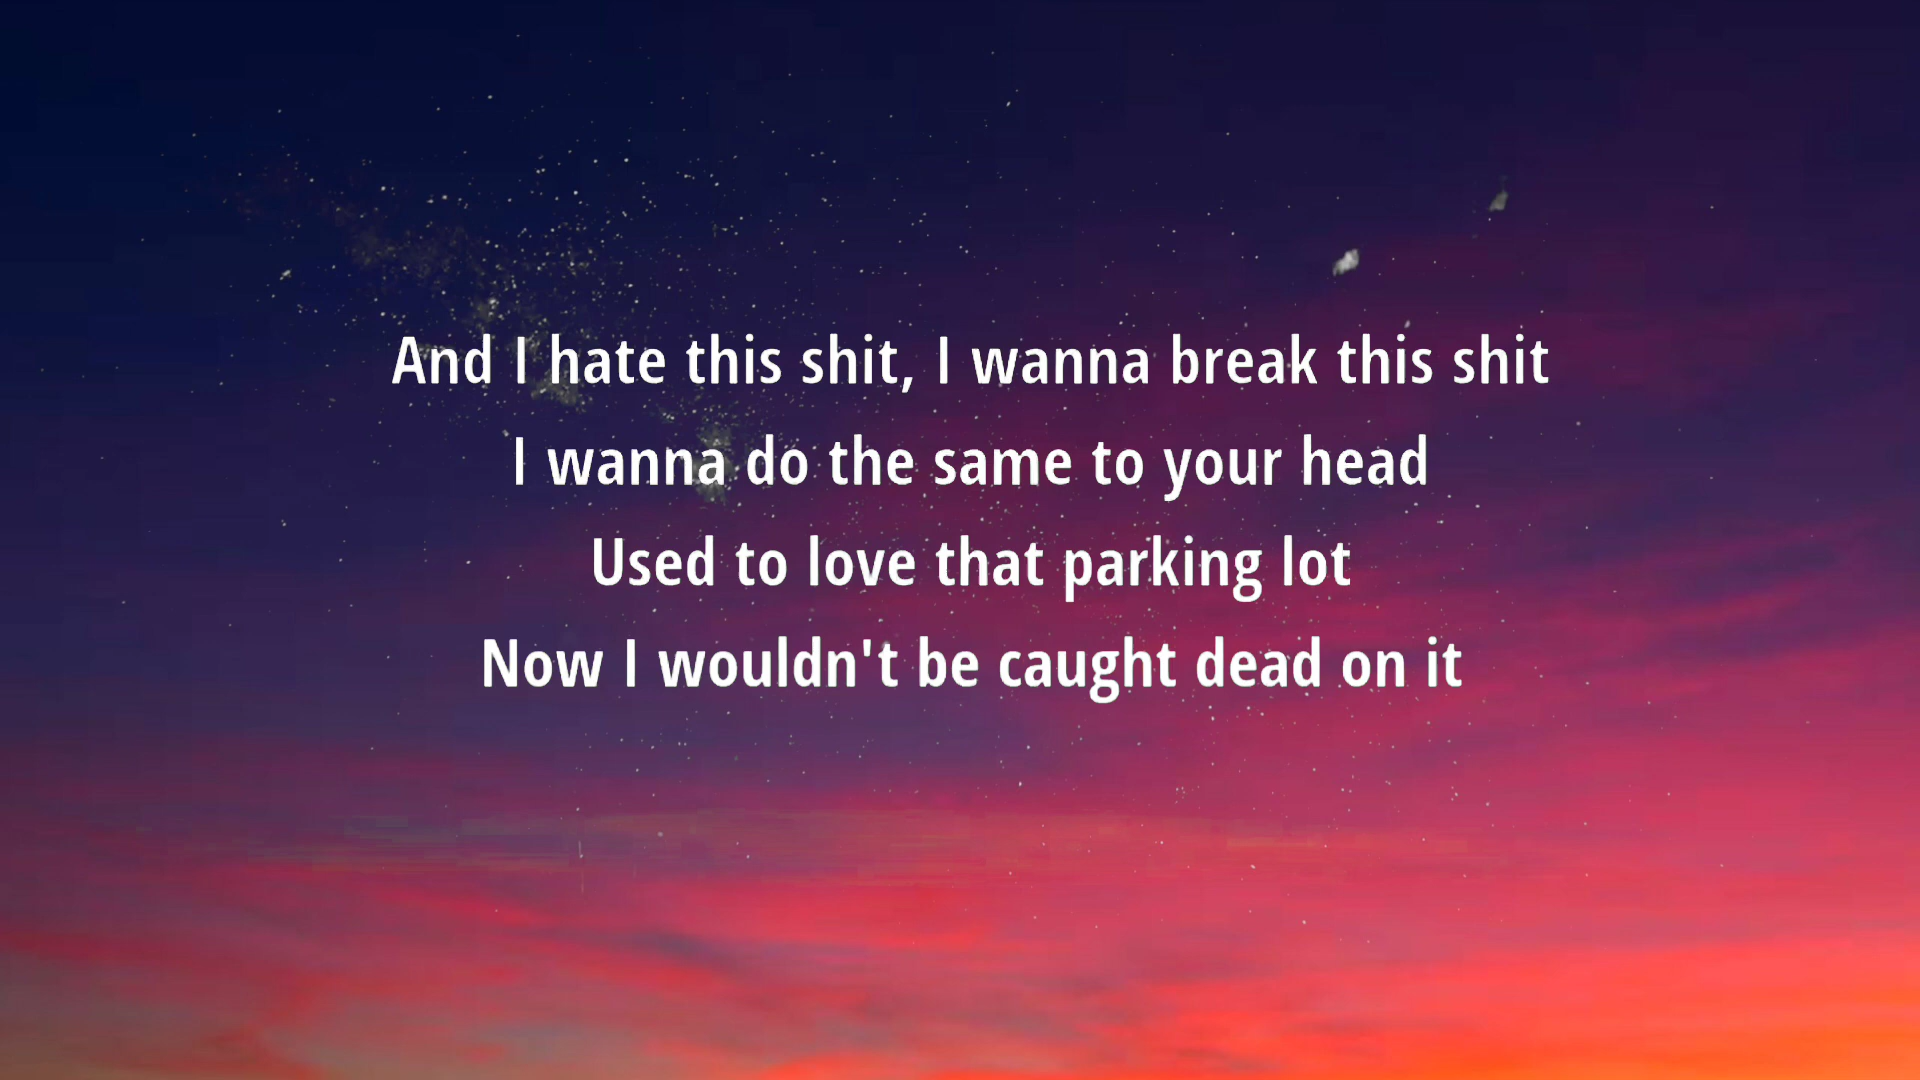 And I hate this shit, I wanna break this shit
I wanna do the same to your head
Used to love that parking lot
Now I wouldn't be caught dead on it